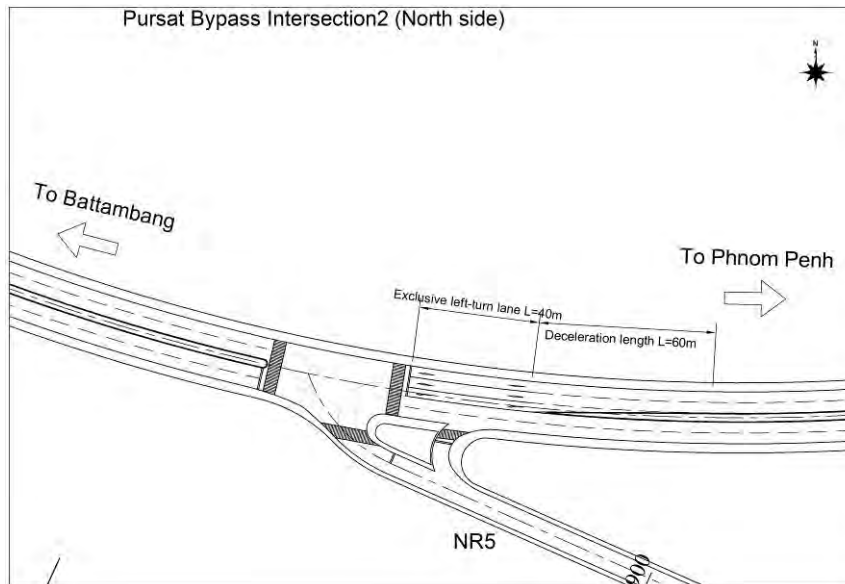 Pursat Bypass Intersection2 (North side)
N
To Battambang
To Phnom Penh
Exclusive left-turn lane L=40m
Deceleration length L=60m
NR5
900